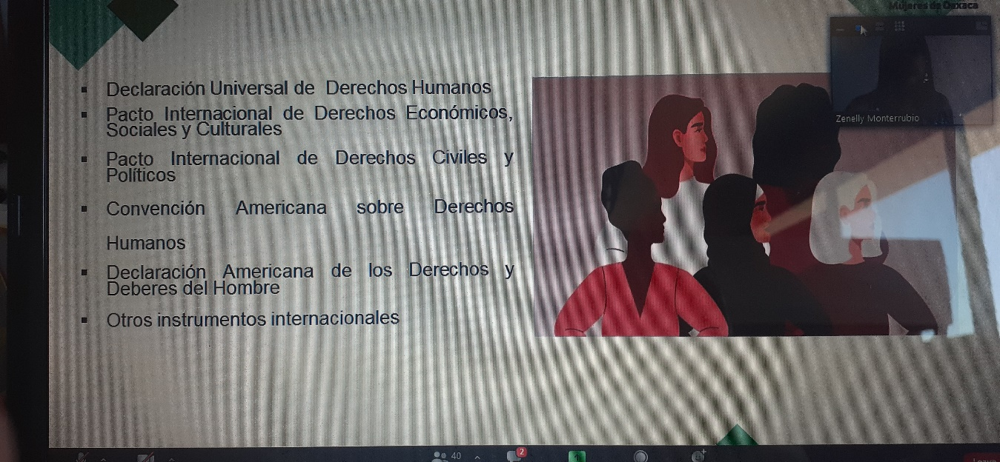 Mujeres de Oaxaca
▪ Declaración Universal de Derechos Humanos
▪ Pacto Internacional de Derechos Económicos,
Sociales y Culturales
▪ Pacto Internacional de Derechos Civiles y
Políticos
▪ Convención Americana sobre Derechos
Humanos
▪ Declaración Americana de los Derechos y
Deberes del Hombre
▪ Otros instrumentos internacionales
Zenelly Monterrubio
40
2